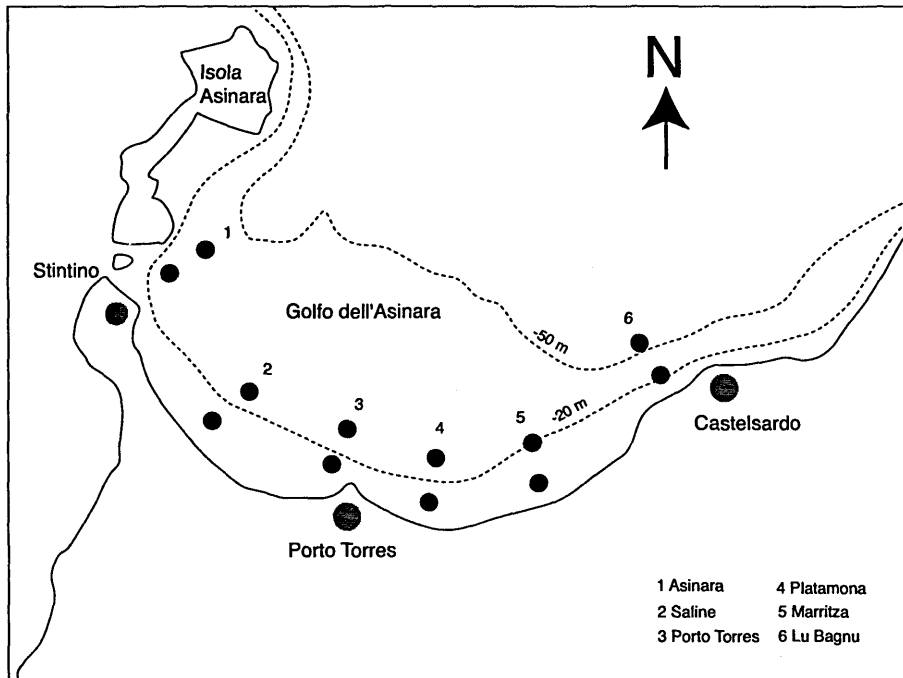 N
Isola
Asinara
1
Stintino
Golfo dell'Asinara
6
-50 m
2
3
4
5
-20 m
Castelsardo
Porto Torres
1 Asinara
2 Saline
3 Porto Torres
4 Platamona
5 Marritza
6 Lu Bagnu